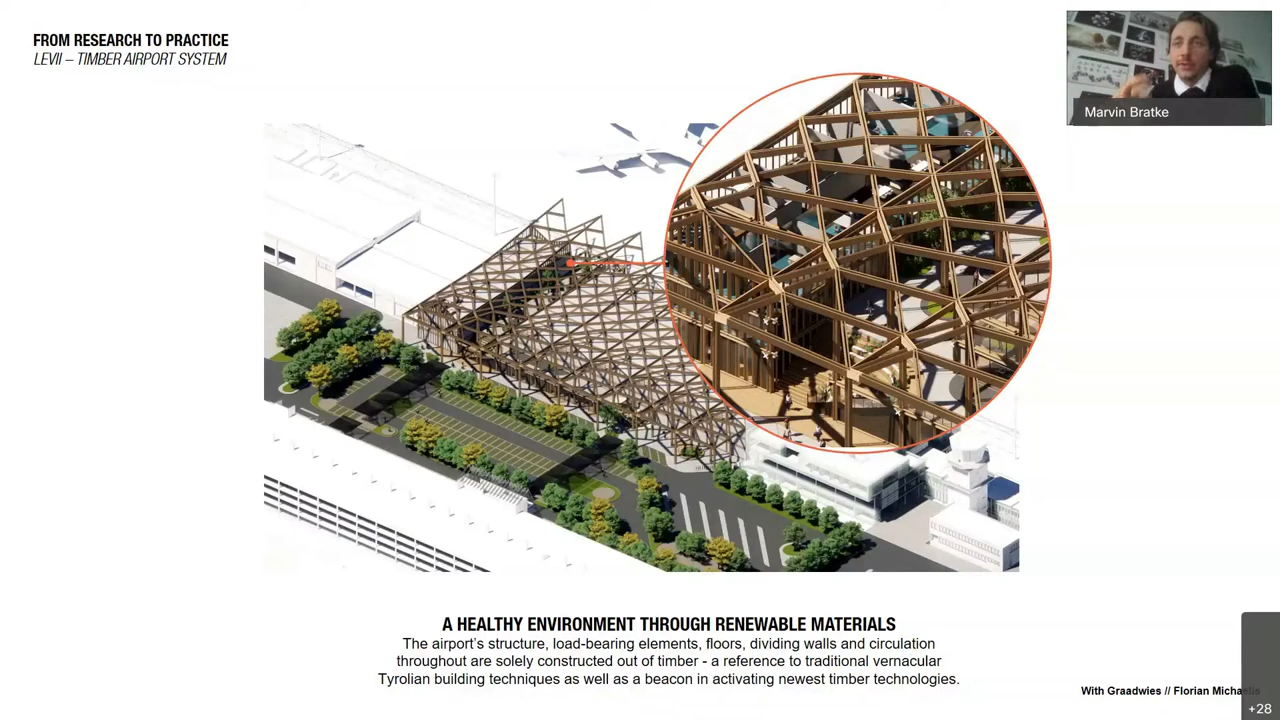 FROM RESEARCH TO PRACTICE
LEVII – TIMBER AIRPORT SYSTEM
Marvin Bratke
A HEALTHY ENVIRONMENT THROUGH RENEWABLE MATERIALS
The airport's structure, load-bearing elements, floors, dividing walls and circulation
throughout are solely constructed out of timber - a reference to traditional vernacular
Tyrolian building techniques as well as a beacon in activating newest timber technologies.
With Graadwies // Florian Michaelis
+28